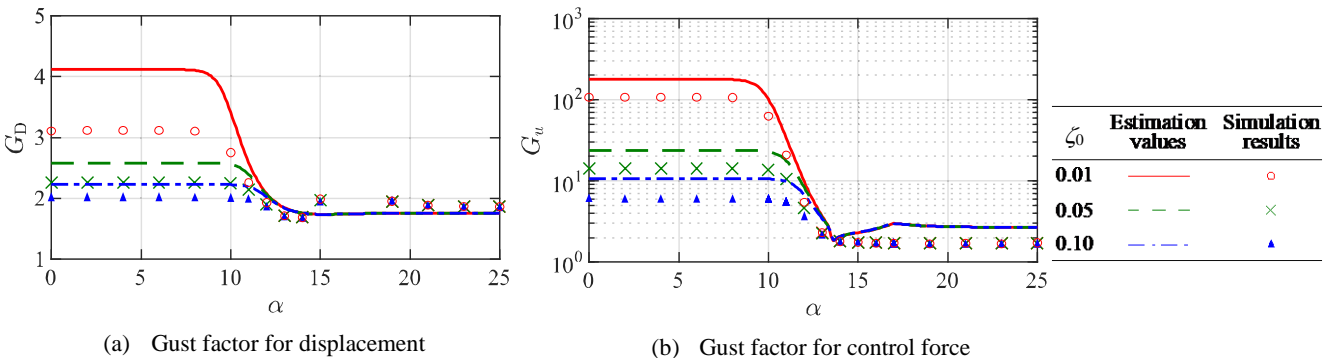 5
4
3
2
1
G_D
0 5 10 15 20 25
α
(a) Gust factor for displacement
10^3
10^2
10^1
10^0
G_u
0 5 10 15 20 25
α
(b) Gust factor for control force
ζ_0 Estimation values Simulation results
0.01
0.05
0.10